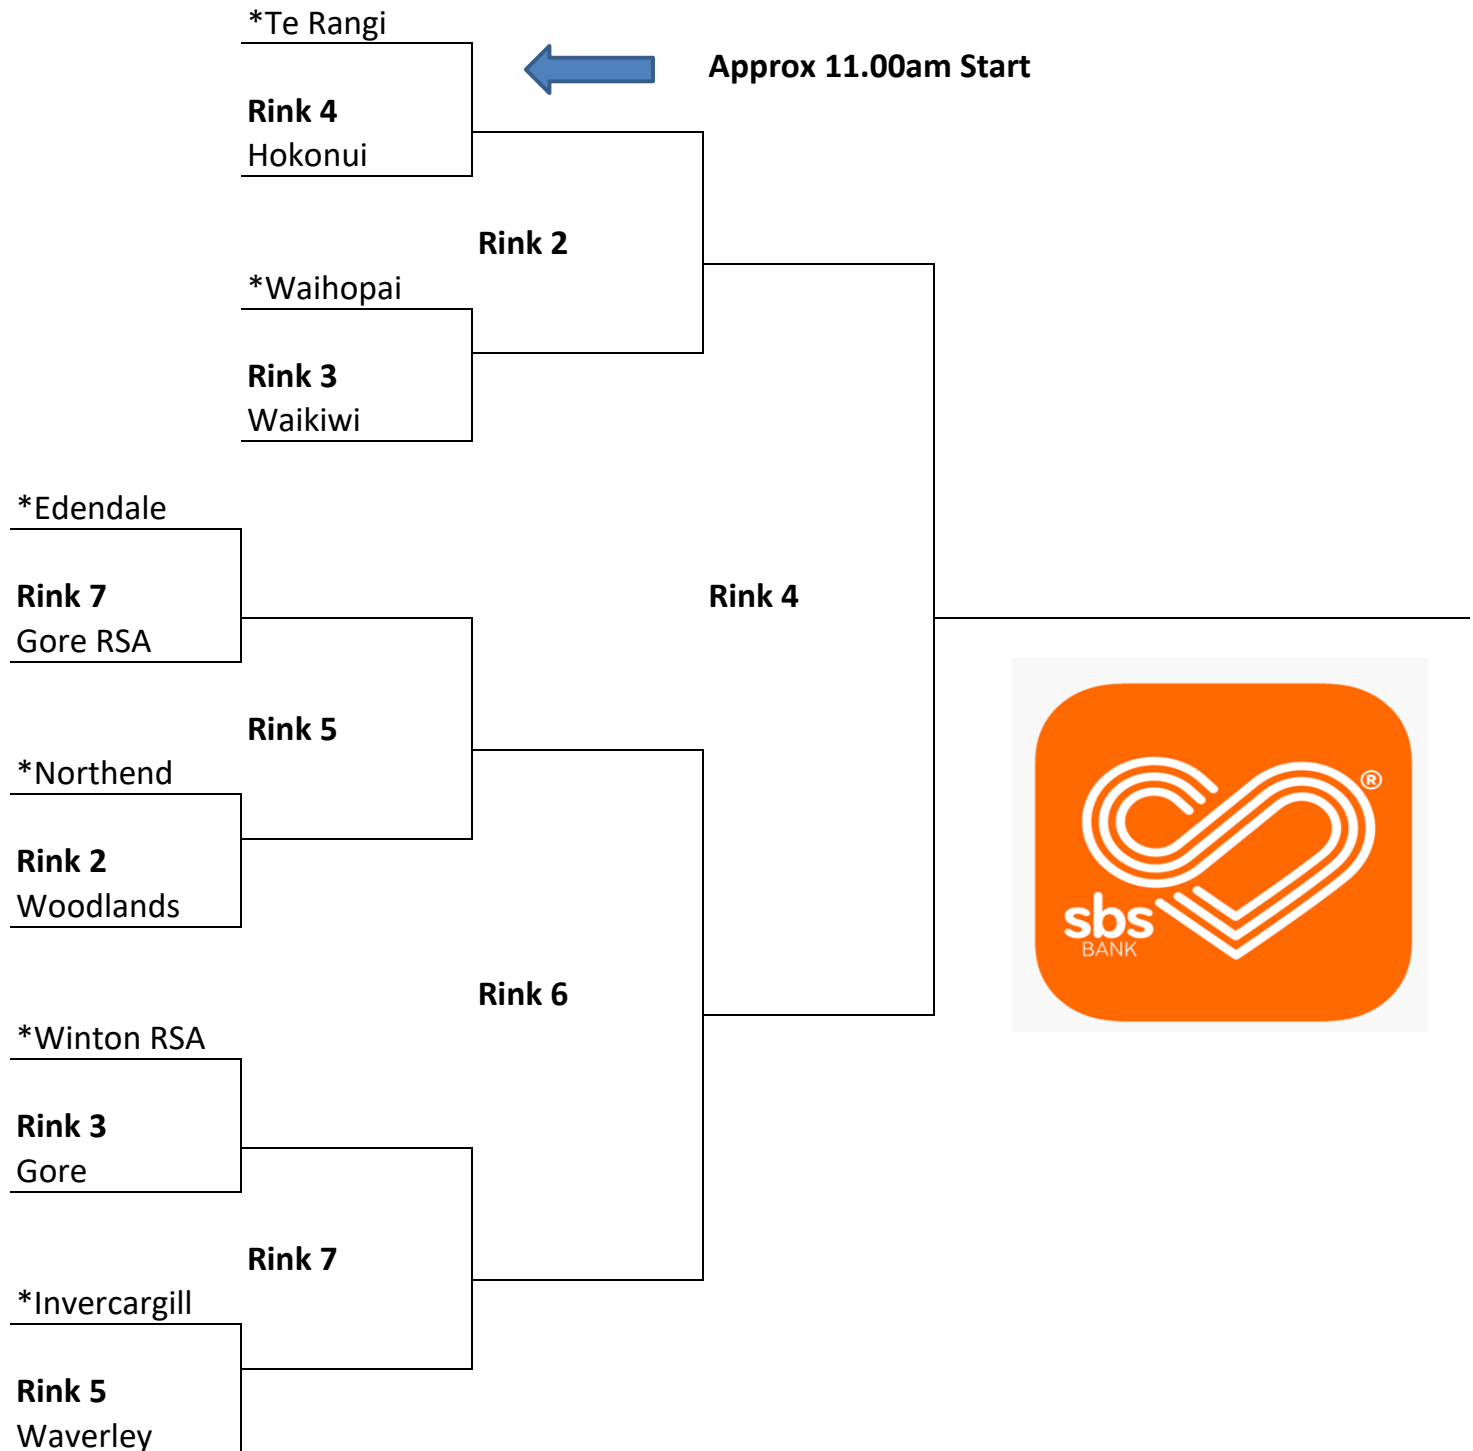 *Te Rangi
Approx 11.00am Start
Rink 4
Hokonui
Rink 2
*Waihopai
Rink 3
Waikiwi
*Edendale
Rink 7
Rink 4
Gore RSA
Rink 5
*Northend
Rink 2
Woodlands
sbs
BANK
®
Rink 6
*Winton RSA
Rink 3
Gore
Rink 7
*Invercargill
Rink 5
Waverley